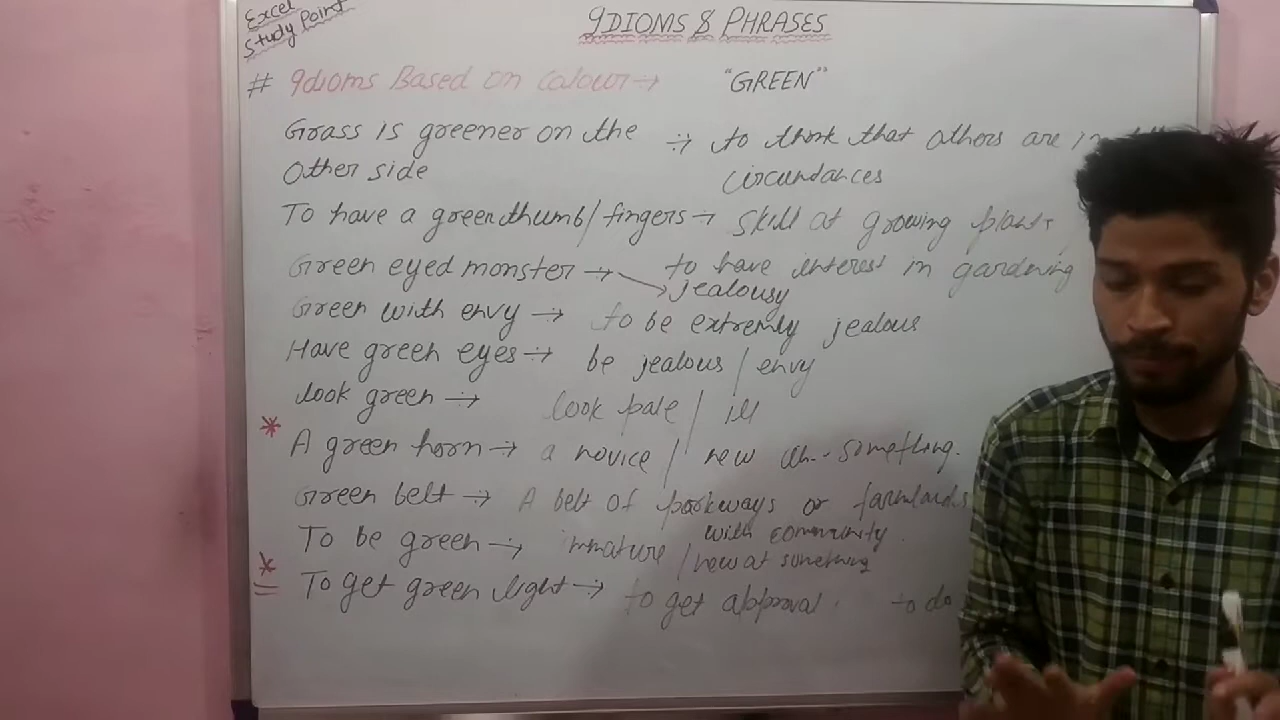 Excel
Study Point
IDIOMS & PHRASES
# Idioms Based on Colour → "GREEN"
Grass is greener on the → to think that others are in
Other side circundances
To have a green thumb/fingers → skill at growing plants
Green eyed monster → to have interest in gardening
→ jealousy
Green with envy → to be extremly jealous
Have green eyes → be jealous / envy
look green → look pale / ill
* A green horn → a novice / new something.
Green belt → A belt of parkways or farmlands
with community.
To be green → immature / new at something
* To get green light → to get approval. to do